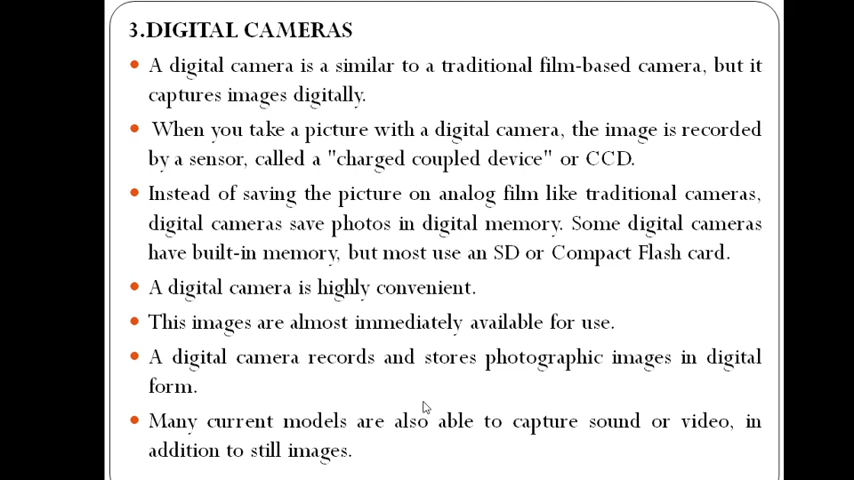 3.DIGITAL CAMERAS
• A digital camera is a similar to a traditional film-based camera, but it
captures images digitally.
• When you take a picture with a digital camera, the image is recorded
by a sensor, called a "charged coupled device" or CCD.
• Instead of saving the picture on analog film like traditional cameras,
digital cameras save photos in digital memory. Some digital cameras
have built-in memory, but most use an SD or Compact Flash card.
• A digital camera is highly convenient.
• This images are almost immediately available for use.
• A digital camera records and stores photographic images in digital
form.
• Many current models are also able to capture sound or video, in
addition to still images.